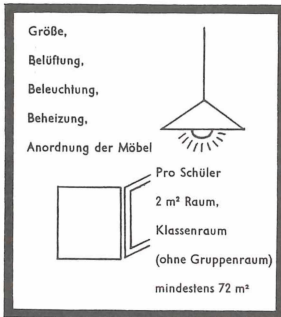 Größe,
Belüftung,
Beleuchtung,
Beheizung,
Anordnung der Möbel
Pro Schüler
2 m² Raum,
Klassenraum
(ohne Gruppenraum)
mindestens 72 m²